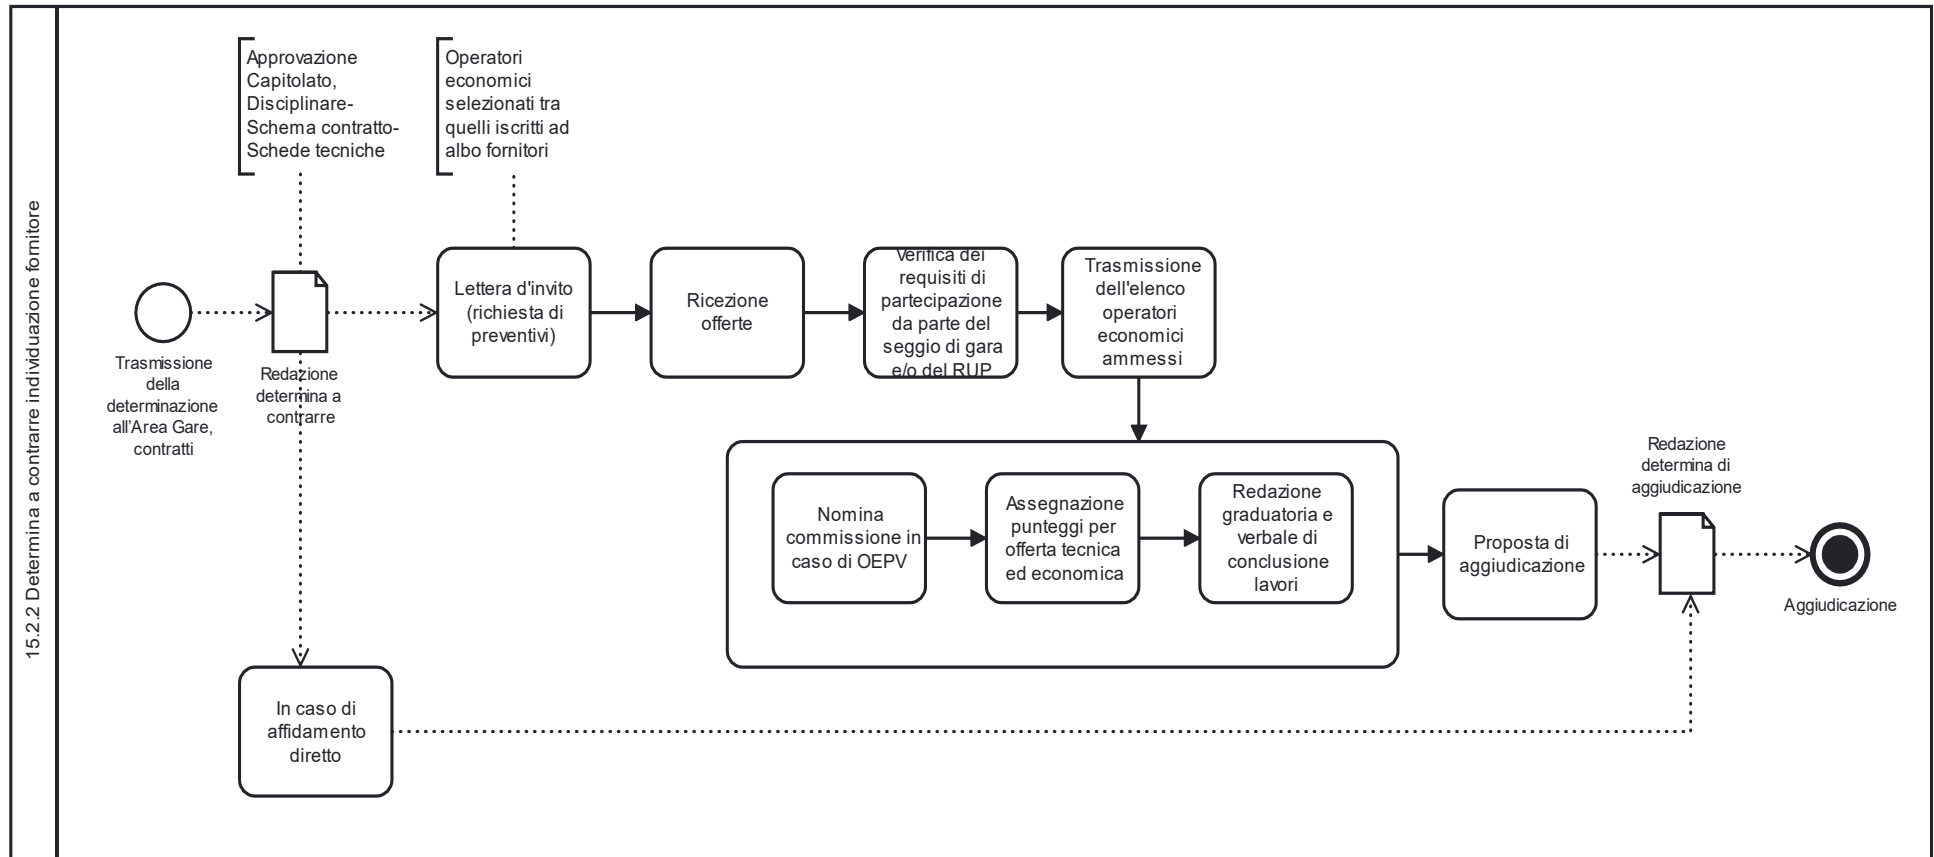 15.2.2 Determina a contrarre individuazione fornitore
Approvazione
Capitolato,
Disciplinare-
Schema contratto-
Schede tecniche
Operatori
economici
selezionati tra
quelli iscritti ad
albo fornitori
Trasmissione
della
determinazione
all'Area Gare,
contratti
Redazione
determina a
contrarre
Lettera d'invito
(richiesta di
preventivi)
Ricezione
offerte
Verifica dei
requisiti di
partecipazione
da parte del
seggio di gara
e/o del RUP
Trasmissione
dell'elenco
operatori
economici
ammessi
Nomina
commissione in
caso di OEPV
Assegnazione
punteggi per
offerta tecnica
ed economica
Redazione
graduatoria e
verbale di
conclusione
lavori
Proposta di
aggiudicazione
Redazione
determina di
aggiudicazione
Aggiudicazione
In caso di
affidamento
diretto